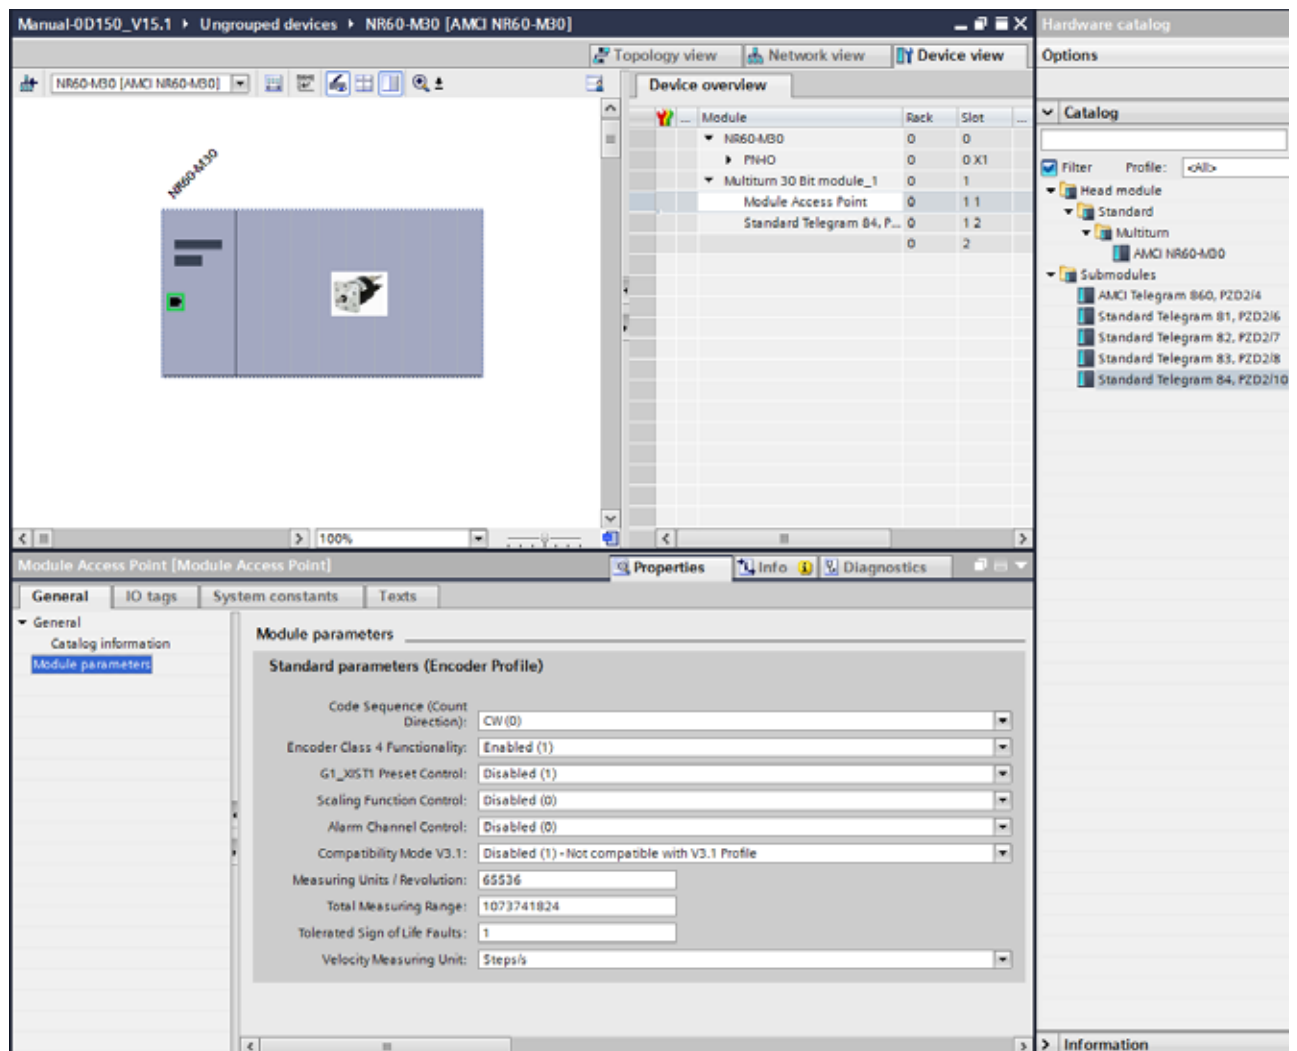 Manual-0D150_V15.1 ▸ Ungrouped devices ▸ NR60-M30 [AMCI NR60-M30]
Hardware catalog
Topology view Network view Device view
Options
NR60-M30 [AMCI NR60-M30]
Device overview
Catalog
... Module Rack Slot ...
NR60-M30 0 0
PN-IO 0 0 X1
Multiturn 30 Bit module_1 0 1
Module Access Point 0 1 1
Standard Telegram 84, P... 0 1 2
0 2
NR60-M30
Filter Profile: <All>
Head module
Standard
Multiturn
AMCI NR60-M30
Submodules
AMCI Telegram 860, PZD2/4
Standard Telegram 81, PZD2/6
Standard Telegram 82, PZD2/7
Standard Telegram 83, PZD2/8
Standard Telegram 84, PZD2/10
100%
Module Access Point [Module Access Point]
Properties Info Diagnostics
General IO tags System constants Texts
General
Catalog information
Module parameters
Module parameters
Standard parameters (Encoder Profile)
Code Sequence (Count
Direction): CW (0)
Encoder Class 4 Functionality: Enabled (1)
G1_XIST1 Preset Control: Disabled (1)
Scaling Function Control: Disabled (0)
Alarm Channel Control: Disabled (0)
Compatibility Mode V3.1: Disabled (1) - Not compatible with V3.1 Profile
Measuring Units / Revolution: 65536
Total Measuring Range: 1073741824
Tolerated Sign of Life Faults: 1
Velocity Measuring Unit: Steps/s
Information